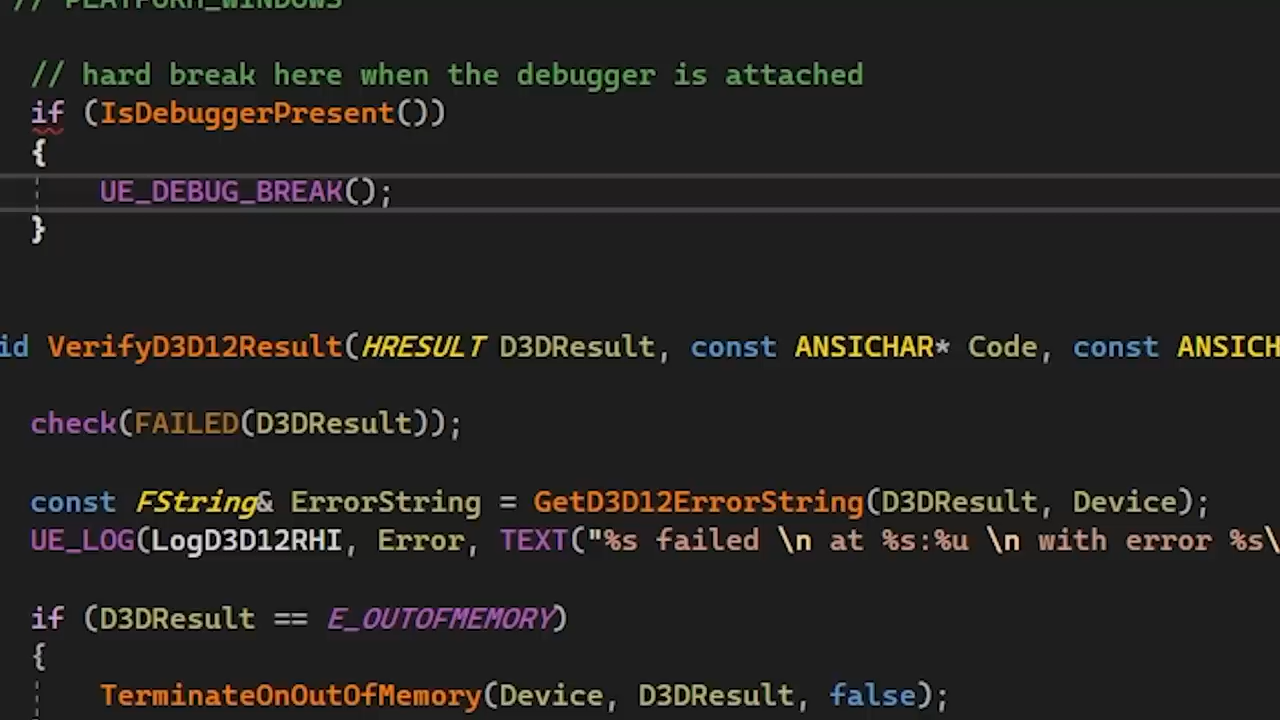 // PLATFORM_WINDOWS
// hard break here when the debugger is attached
if (IsDebuggerPresent())
{
UE_DEBUG_BREAK();
}
id VerifyD3D12Result(HRESULT D3DResult, const ANSICHAR* Code, const ANSICH
check(FAILED(D3DResult));
const FString& ErrorString = GetD3D12ErrorString(D3DResult, Device);
UE_LOG(LogD3D12RHI, Error, TEXT("%s failed \n at %s:%u \n with error %s\
if (D3DResult == E_OUTOFMEMORY)
{
TerminateOnOutOfMemory(Device, D3DResult, false);